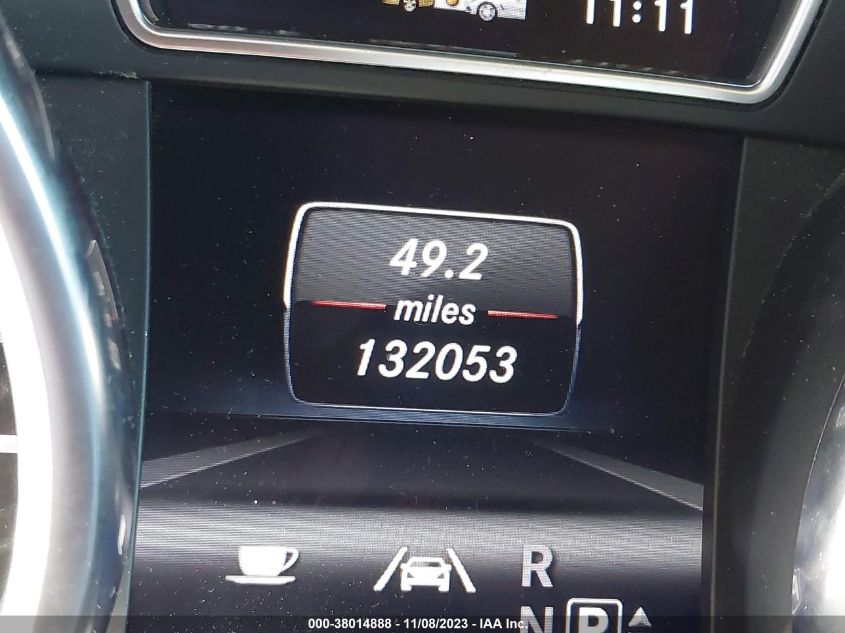 11:11
49.2
miles
132053
R
N P
000-38014888 - 11/08/2023 - IAA Inc.